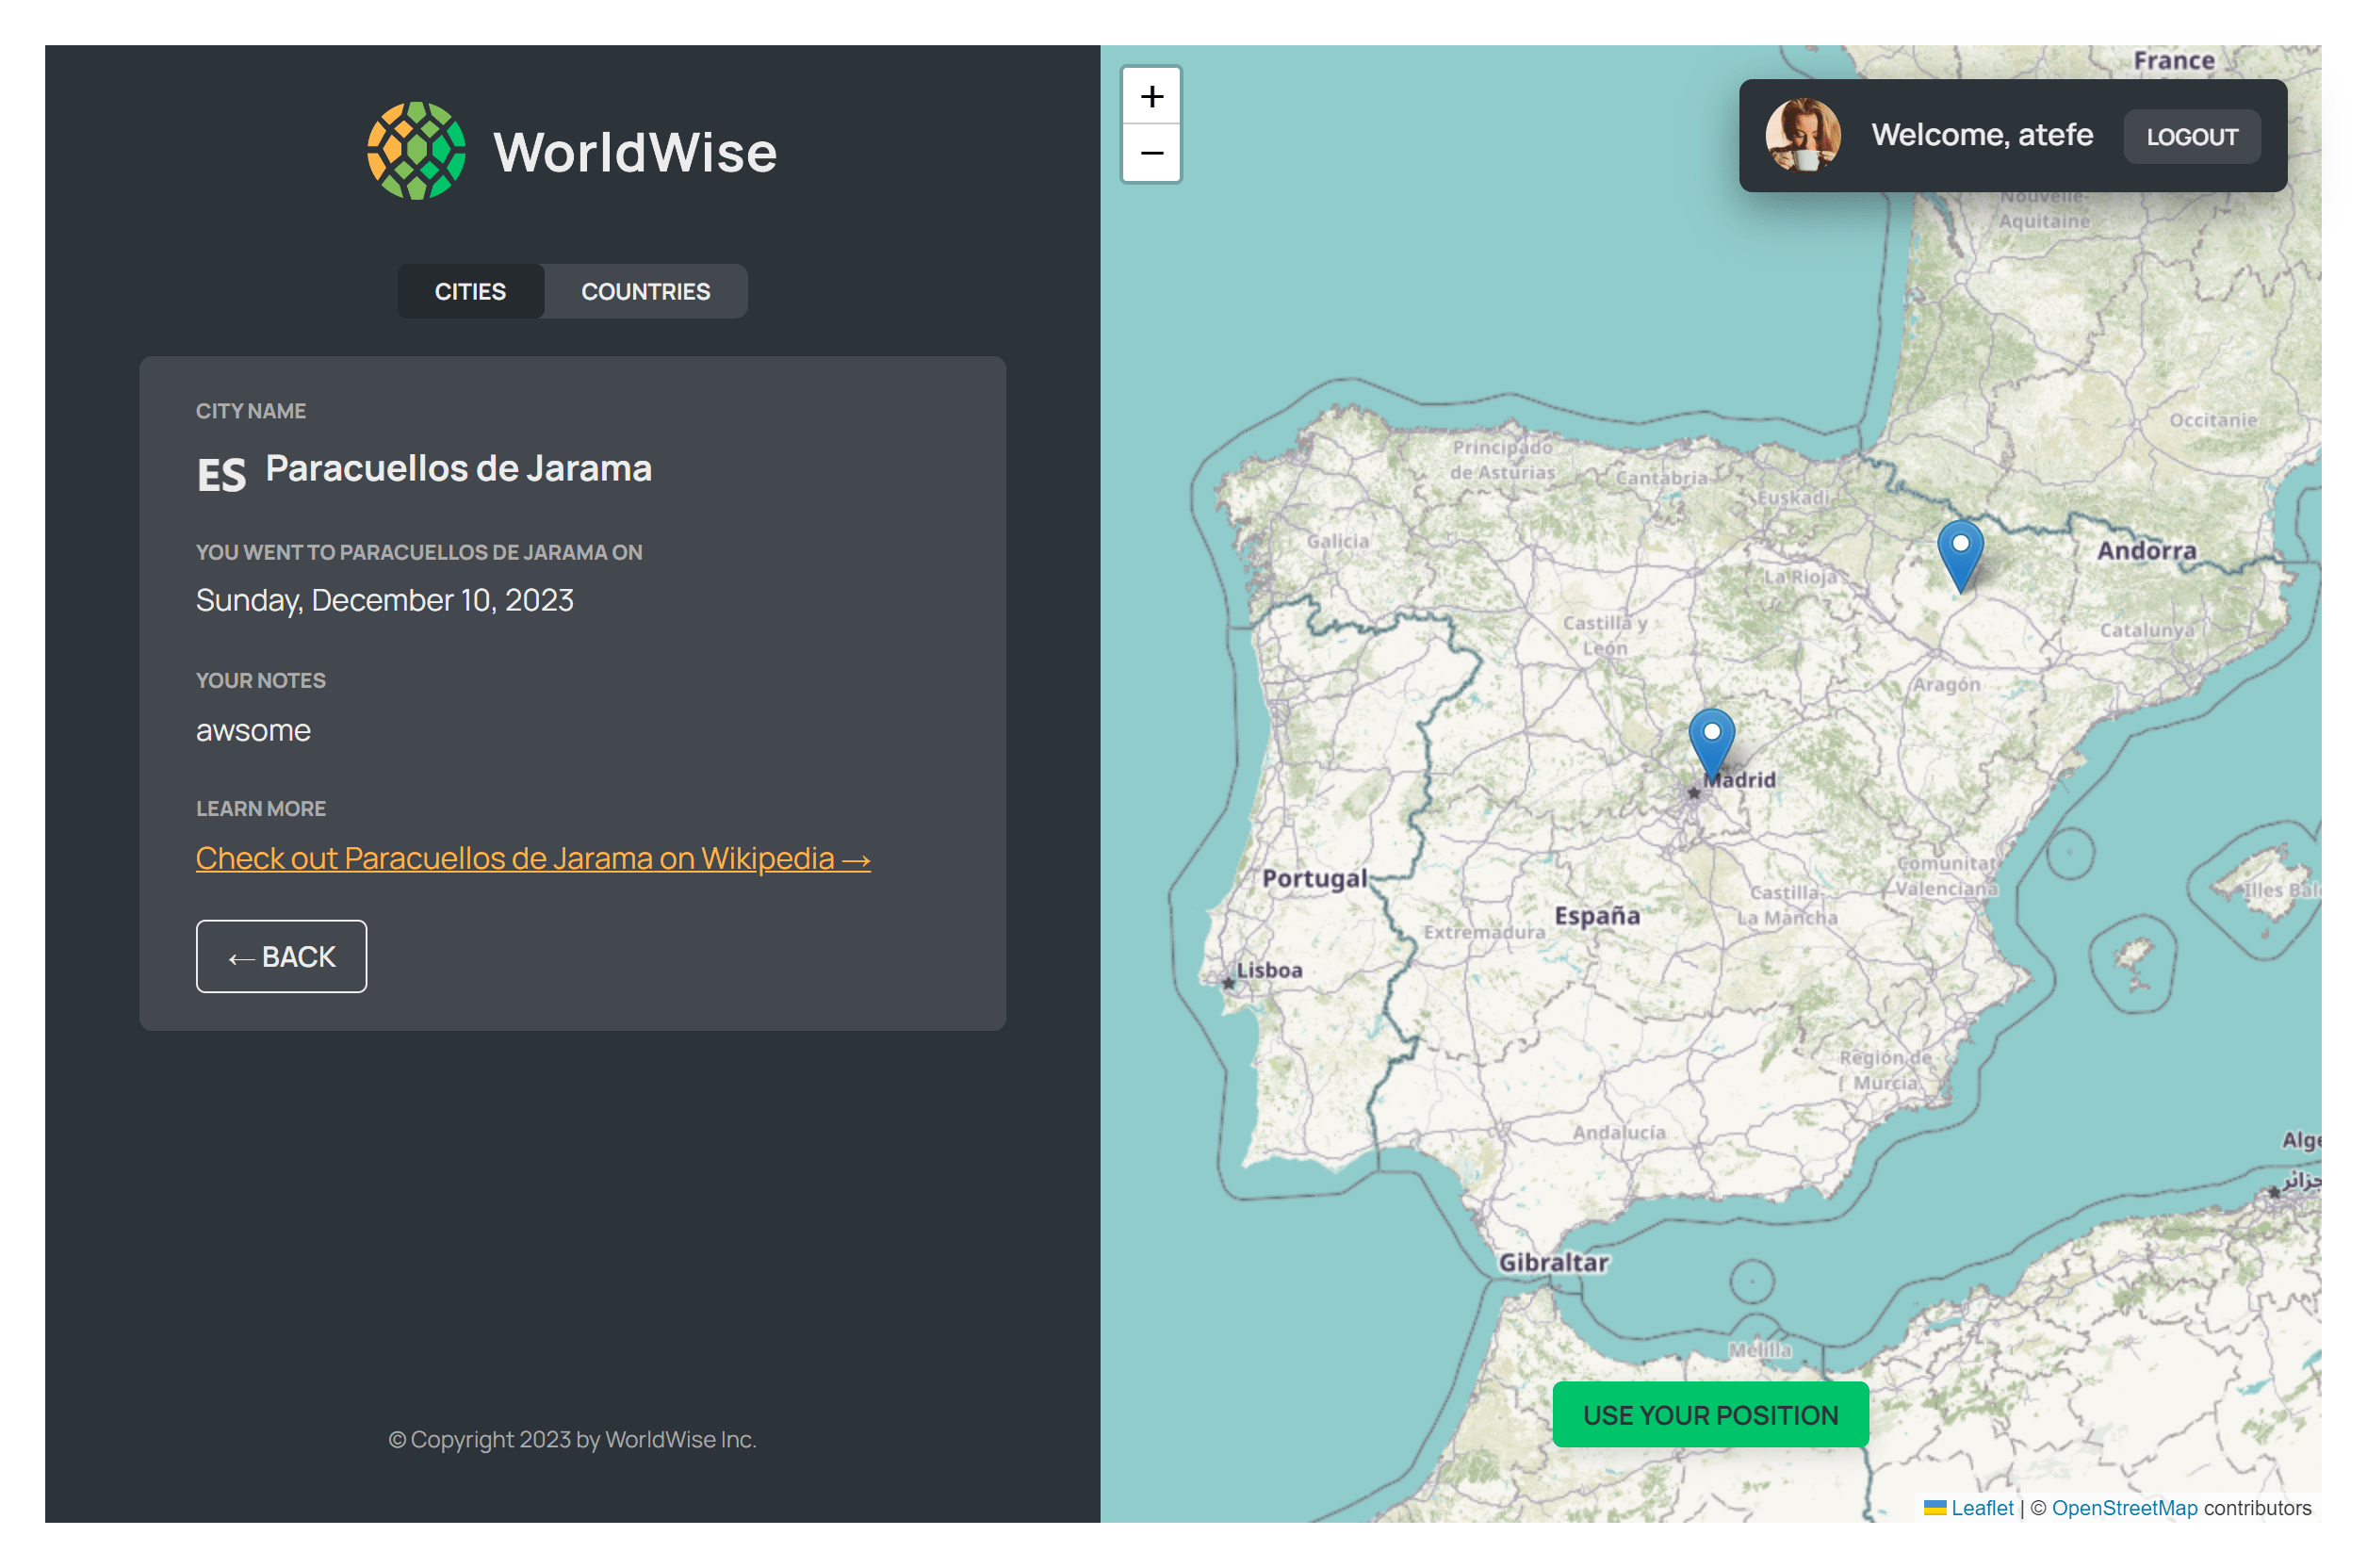 WorldWise
CITIES
COUNTRIES
CITY NAME
ES Paracuellos de Jarama
YOU WENT TO PARACUELLOS DE JARAMA ON
Sunday, December 10, 2023
YOUR NOTES
awsome
LEARN MORE
Check out Paracuellos de Jarama on Wikipedia →
← BACK
© Copyright 2023 by WorldWise Inc.
+
−
France
Welcome, atefe
LOGOUT
Nouvelle-
Aquitaine
Occitanie
Principado
de Asturias
Cantabria
Euskadi
Galicia
La Rioja
Andorra
Castilla y
León
Catalunya
Aragón
Madrid
Portugal
Comunitat
Valenciana
Castilla-
La Mancha
Illes
España
Extremadura
Lisboa
Región de
Murcia
Andalucía
Gibraltar
Melilla
USE YOUR POSITION
Leaflet | © OpenStreetMap contributors